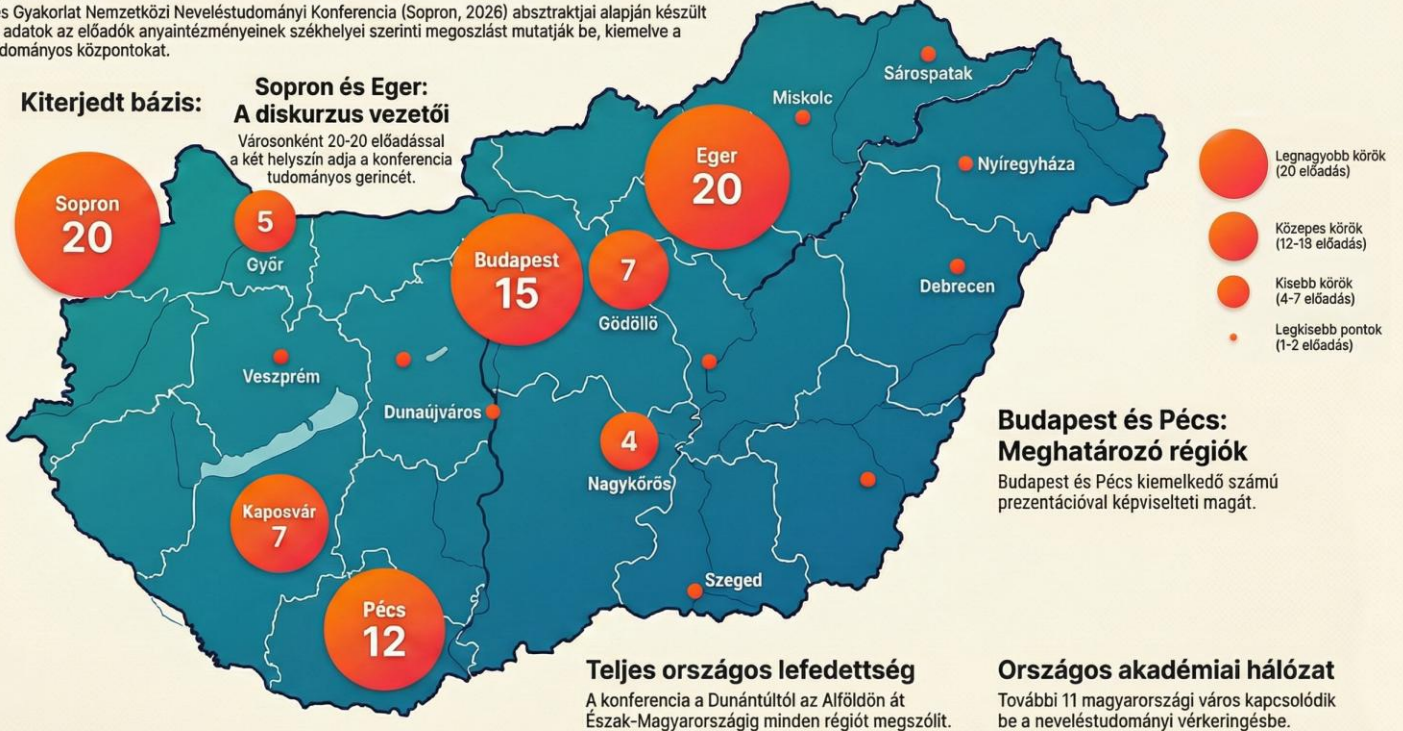 es Gyakorlat Nemzetközi Neveléstudományi Konferencia (Sopron, 2026) absztraktjai alapján készült
adatok az előadók anyaintézményeinek székhelyei szerinti megoszlást mutatják be, kiemelve a
dományos központokat.
Kiterjedt bázis:
Sopron és Eger:
A diskurzus vezetői
Városonként 20-20 előadással
a két helyszín adja a konferencia
tudományos gerincét.
Sárospatak
Miskolc
Eger
20
Nyíregyháza
Legnagyobb körök
(20 előadás)
Sopron
20
5
Győr
Közepes körök
(12-18 előadás)
Budapest
15
7
Gödöllő
Debrecen
Kisebb körök
(4-7 előadás)
Legkisebb pontok
(1-2 előadás)
Veszprém
Dunaújváros
4
Nagykőrös
Budapest és Pécs:
Meghatározó régiók
Budapest és Pécs kiemelkedő számú
prezentációval képviselteti magát.
Kaposvár
7
Szeged
Pécs
12
Teljes országos lefedettség
A konferencia a Dunántúltól az Alföldön át
Észak-Magyarországig minden régiót megszólít.
Országos akadémiai hálózat
További 11 magyarországi város kapcsolódik
be a neveléstudományi vérkeringésbe.